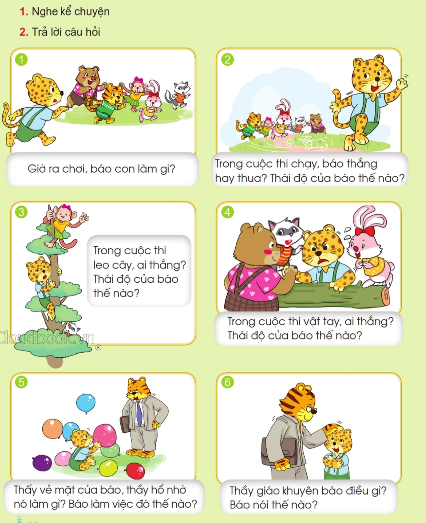 1. Nghe kể chuyện
2. Trả lời câu hỏi
1
Giờ ra chơi, báo con làm gì?
2
Trong cuộc thi chạy, báo thắng
hay thua? Thái độ của báo thế nào?
3
Trong cuộc thi
leo cây, ai thắng?
Thái độ của báo
thế nào?
4
Trong cuộc thi vật tay, ai thắng?
Thái độ của báo thế nào?
5
Thấy vẻ mặt của báo, thầy hổ nhờ
nó làm gì? Báo làm việc đó thế nào?
6
Thầy giáo khuyên báo điều gì?
Báo nói thế nào?